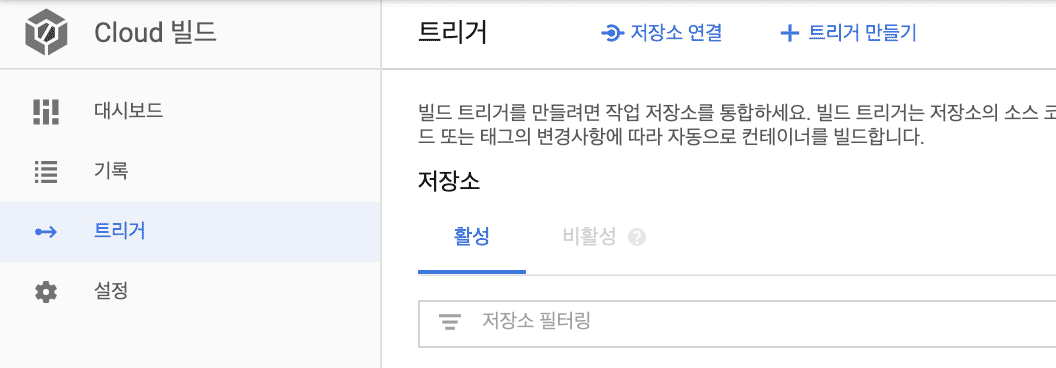 Cloud 빌드
트리거
저장소 연결
트리거 만들기
대시보드
기록
트리거
설정
빌드 트리거를 만들려면 작업 저장소를 통합하세요. 빌드 트리거는 저장소의 소스 코
드 또는 태그의 변경사항에 따라 자동으로 컨테이너를 빌드합니다.
저장소
활성
비활성
저장소 필터링